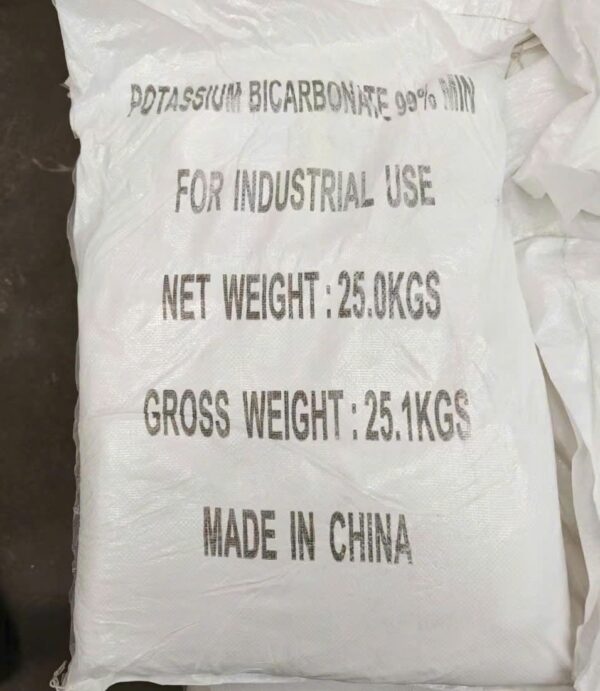 POTASSIUM BICARBONATE 99% MIN
FOR INDUSTRIAL USE
NET WEIGHT : 25.0KGS
GROSS WEIGHT : 25.1KGS
MADE IN CHINA